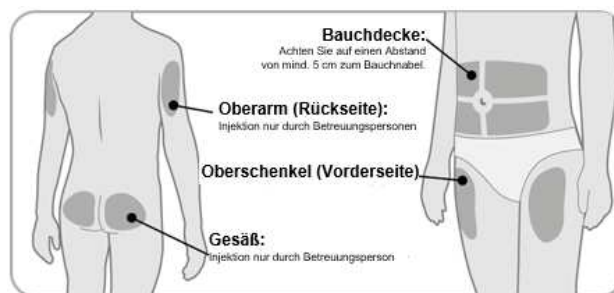 Bauchdecke:
Achten Sie auf einen Abstand
von mind. 5 cm zum Bauchnabel.
Oberarm (Rückseite):
Injektion nur durch Betreuungspersonen
Oberschenkel (Vorderseite)
Gesäß:
Injektion nur durch Betreuungsperson